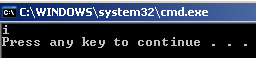 C:\WINDOWS\system32\cmd.exe
i
Press any key to continue . . .